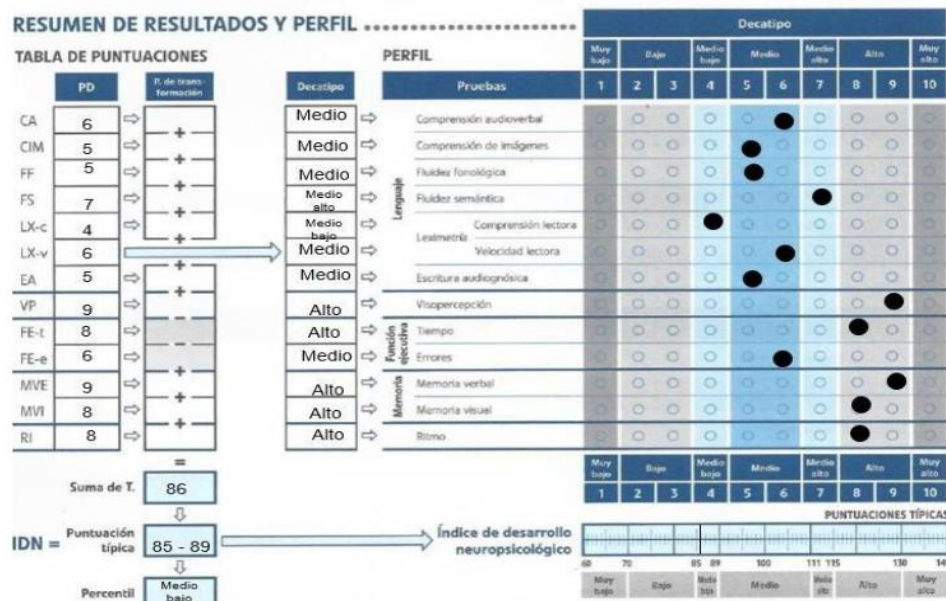 RESUMEN DE RESULTADOS Y PERFIL
Decatipo
TABLA DE PUNTUACIONES
PERFIL
Muy bajo Bajo Medio bajo Medio Medio alto Alto Muy alto
PD P. de transformación Decatipo Pruebas 1 2 3 4 5 6 7 8 9 10
CA 6 + Medio Comprensión audioverbal
CIM 5 + Medio Comprensión de imágenes
FF 5 + Medio Fluidez fonológica
FS 7 + Medio alto Lenguaje Fluidez semántica
LX-c 4 Medio bajo Leximetría Comprensión lectora
LX-v 6 + Medio Velocidad lectora
EA 5 + Medio Escritura audiognósica
VP 9 − Alto Visopercepción
FE-t 8 Alto Función ejecutiva Tiempo
FE-e 6 + Medio Errores
MVE 9 + Alto Memoria Memoria verbal
MVI 8 + Alto Memoria visual
RI 8 Alto Ritmo
=
Muy bajo Bajo Medio bajo Medio Medio alto Alto Muy alto
Suma de T. 86 1 2 3 4 5 6 7 8 9 10
PUNTUACIONES TÍPICAS
IDN = Puntuación típica 85 - 89 Índice de desarrollo neuropsicológico
60 70 85 89 100 111 115 130 14
Percentil Medio bajo Muy bajo Bajo Medio bajo Medio Medio alto Alto Muy alto